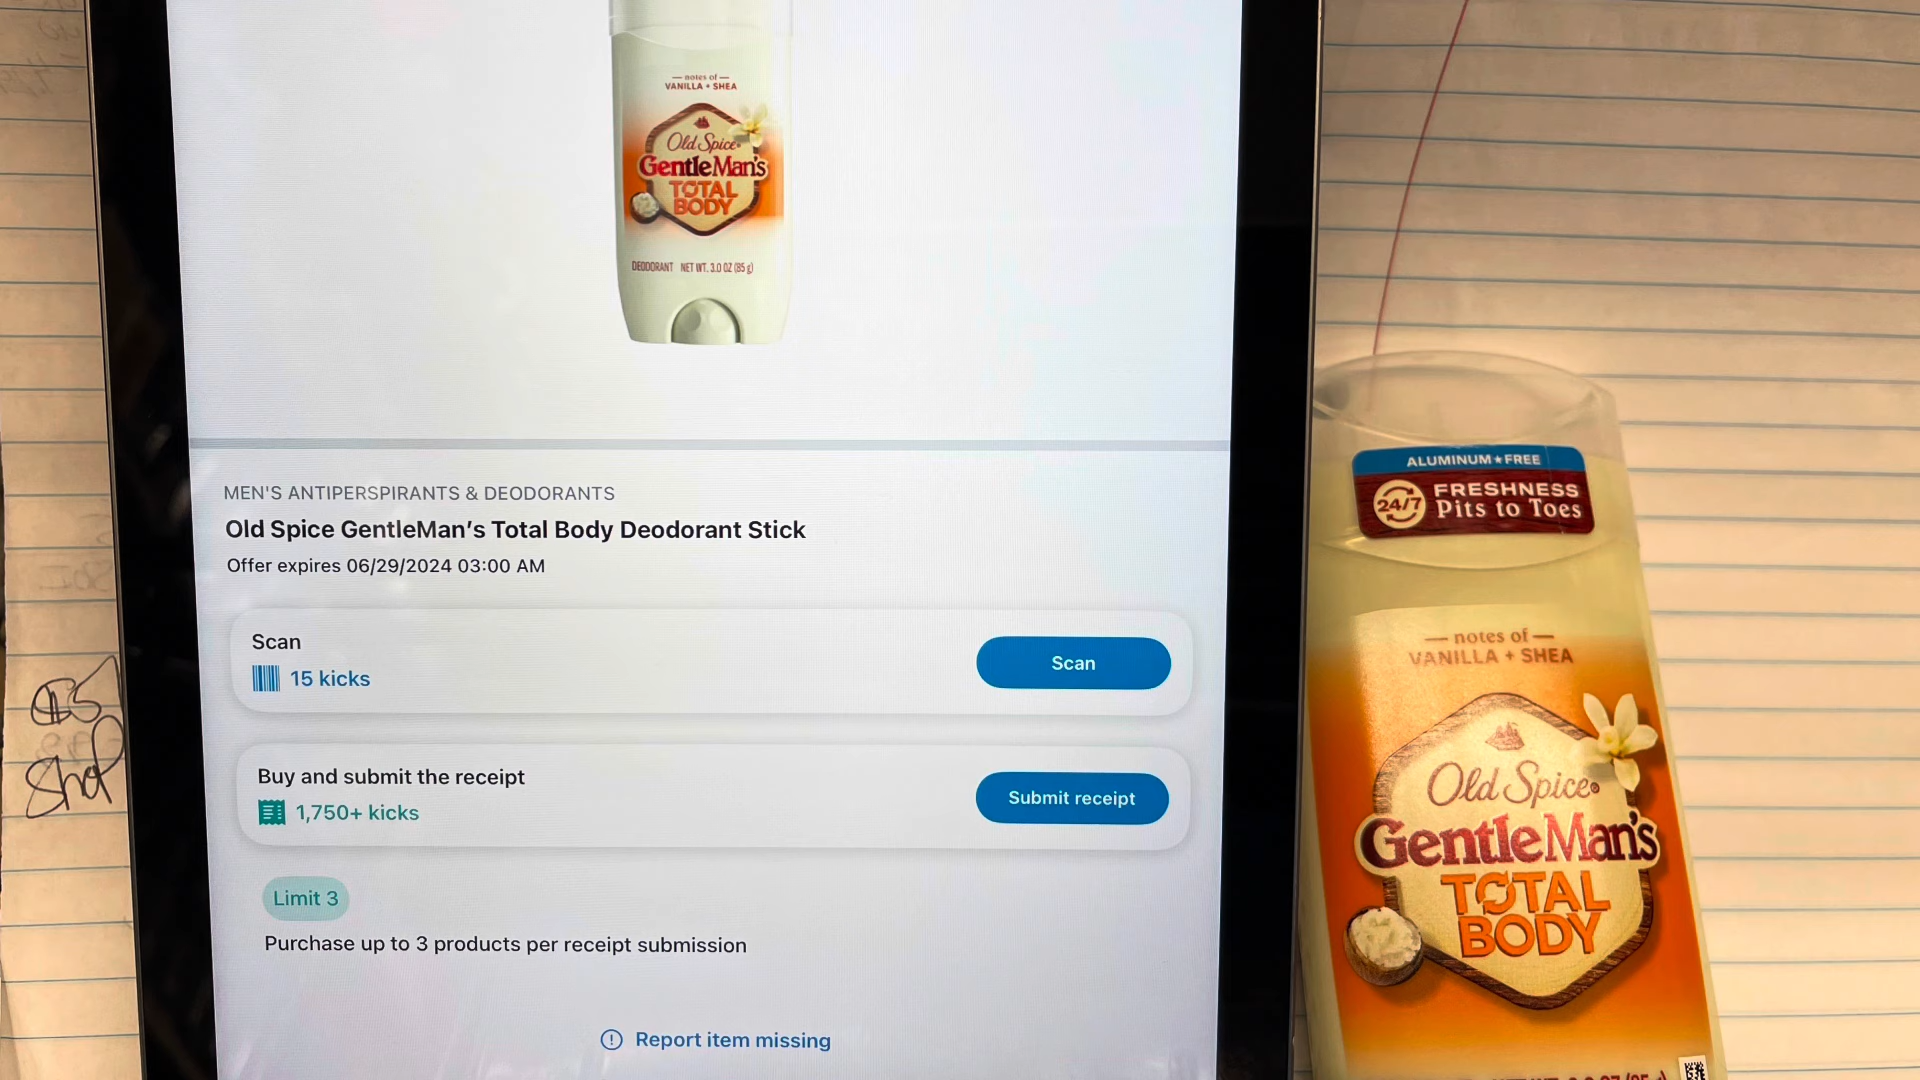 notes of
VANILLA + SHEA
Old Spice
GentleMan's
TOTAL
BODY
DEODORANT NET WT. 3.0 OZ (85 g)
MEN'S ANTIPERSPIRANTS & DEODORANTS
Old Spice GentleMan's Total Body Deodorant Stick
Offer expires 06/29/2024 03:00 AM
Scan
15 kicks
Scan
Buy and submit the receipt
1,750+ kicks
Submit receipt
Limit 3
Purchase up to 3 products per receipt submission
Report item missing
ALUMINUM★FREE
24/7
FRESHNESS
Pits to Toes
notes of
VANILLA + SHEA
Old Spice®
GentleMan's
TOTAL
BODY
Shop